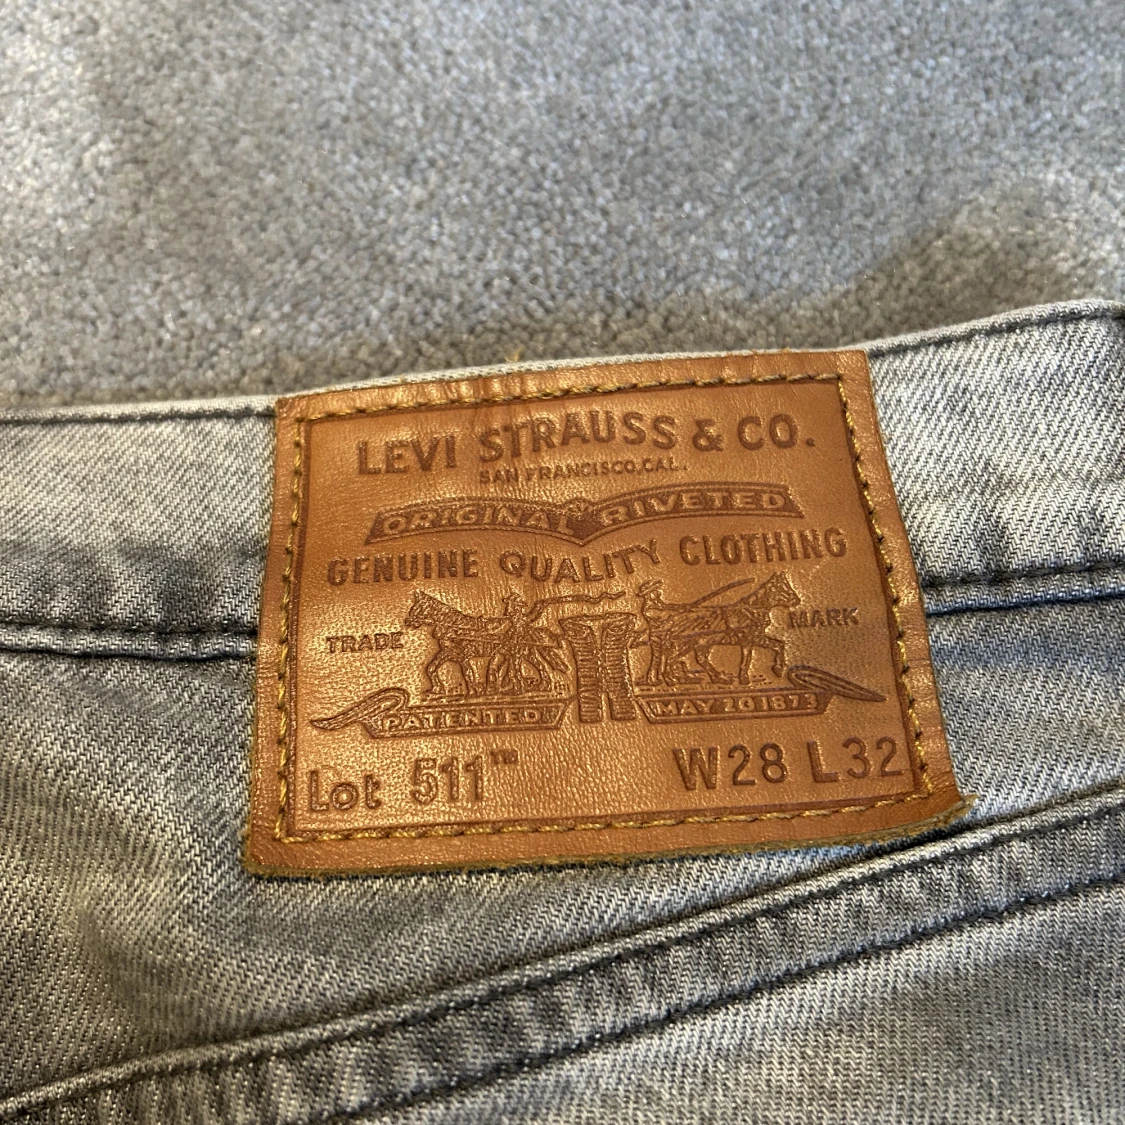 LEVI STRAUSS & CO.
SAN FRANCISCO, CAL.
ORIGINAL RIVETED
GENUINE QUALITY CLOTHING
TRADE MARK
PATENTED MAY 20 1873
Lot 511™ W28 L32